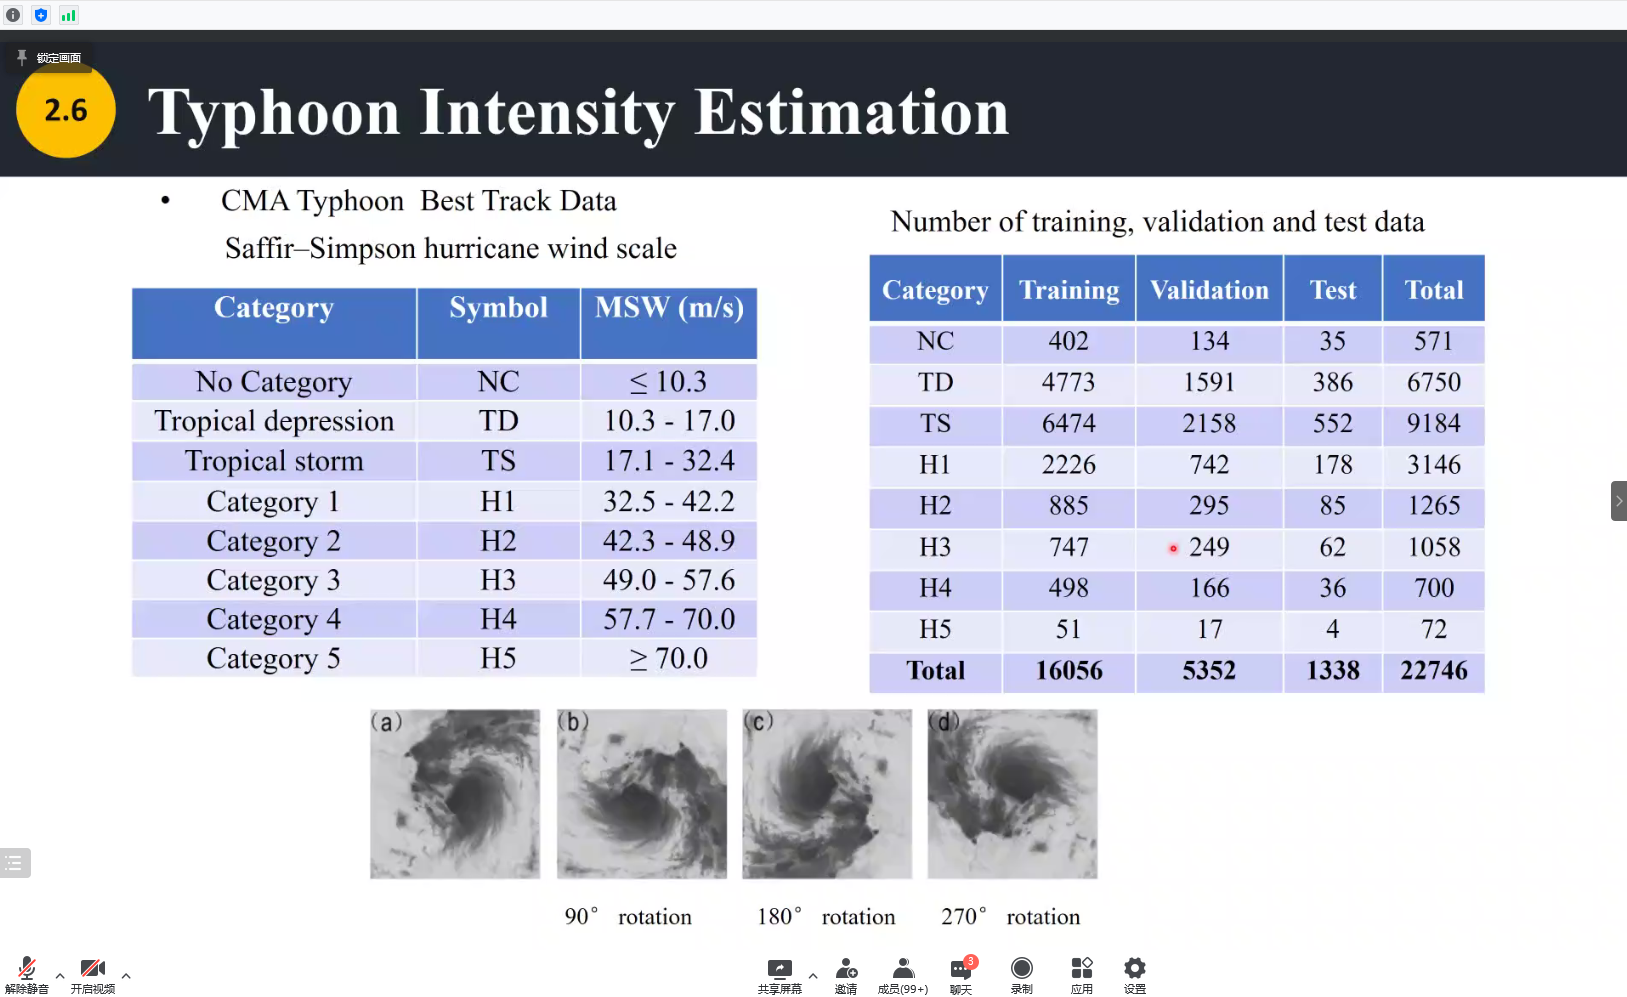 锁定画面
2.6
Typhoon Intensity Estimation
• CMA Typhoon Best Track Data
Saffir–Simpson hurricane wind scale
Category Symbol MSW (m/s)
No Category NC ≤ 10.3
Tropical depression TD 10.3 - 17.0
Tropical storm TS 17.1 - 32.4
Category 1 H1 32.5 - 42.2
Category 2 H2 42.3 - 48.9
Category 3 H3 49.0 - 57.6
Category 4 H4 57.7 - 70.0
Category 5 H5 ≥ 70.0
Number of training, validation and test data
Category Training Validation Test Total
NC 402 134 35 571
TD 4773 1591 386 6750
TS 6474 2158 552 9184
H1 2226 742 178 3146
H2 885 295 85 1265
H3 747 249 62 1058
H4 498 166 36 700
H5 51 17 4 72
Total 16056 5352 1338 22746
(a) (b) (c) (d)
90° rotation 180° rotation 270° rotation
解除静音 开启视频 共享屏幕 邀请 成员(99+) 3 聊天 录制 应用 设置